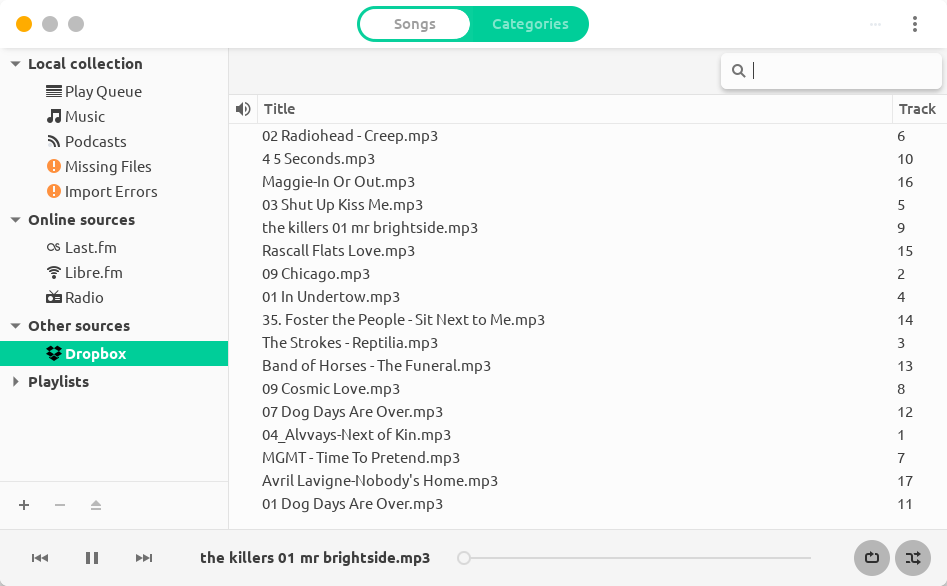 Songs Categories
Local collection
Play Queue
Music
Podcasts
Missing Files
Import Errors
Online sources
Last.fm
Libre.fm
Radio
Other sources
Dropbox
Playlists
Title Track
02 Radiohead - Creep.mp3 6
4 5 Seconds.mp3 10
Maggie-In Or Out.mp3 16
03 Shut Up Kiss Me.mp3 5
the killers 01 mr brightside.mp3 9
Rascall Flats Love.mp3 15
09 Chicago.mp3 2
01 In Undertow.mp3 4
35. Foster the People - Sit Next to Me.mp3 14
The Strokes - Reptilia.mp3 3
Band of Horses - The Funeral.mp3 13
09 Cosmic Love.mp3 8
07 Dog Days Are Over.mp3 12
04_Alvvays-Next of Kin.mp3 1
MGMT - Time To Pretend.mp3 7
Avril Lavigne-Nobody's Home.mp3 17
01 Dog Days Are Over.mp3 11
the killers 01 mr brightside.mp3